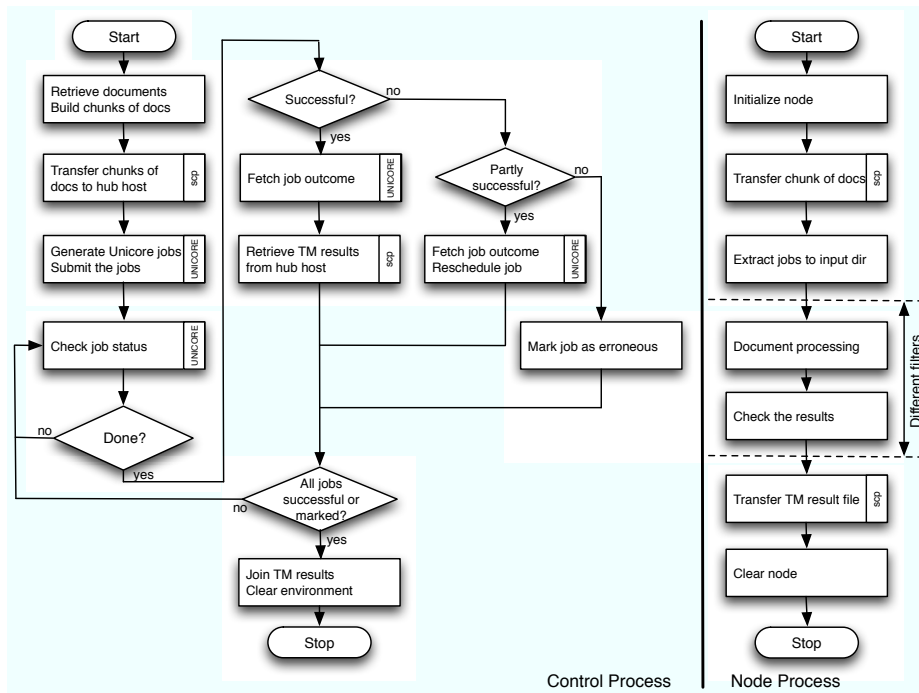 Start
Retrieve documents
Build chunks of docs
Transfer chunks of
docs to hub host
scp
Generate Unicore jobs
Submit the jobs
UNICORE
Check job status
UNICORE
Done?
no
yes
Successful?
no
yes
Fetch job outcome
UNICORE
Retrieve TM results
from hub host
scp
Partly
successful?
no
yes
Fetch job outcome
Reschedule job
UNICORE
Mark job as erroneous
All jobs
successful or
marked?
no
yes
Join TM results
Clear environment
Stop
Control Process
Start
Initialize node
Transfer chunk of docs
scp
Extract jobs to input dir
Document processing
Check the results
Different filters
Transfer TM result file
scp
Clear node
Stop
Node Process